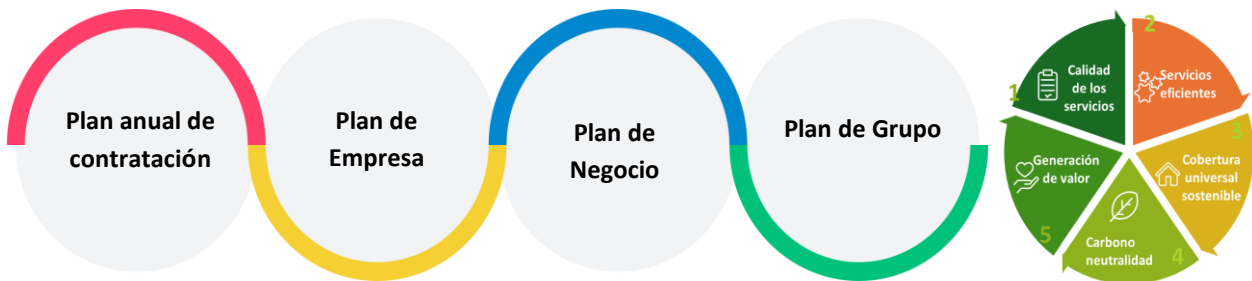 Plan anual de
contratación
Plan de
Empresa
Plan de
Negocio
Plan de Grupo
1
Calidad
de los
servicios
2
Servicios
eficientes
3
Cobertura
universal
sostenible
4
Carbono
neutralidad
5
Generación
de valor